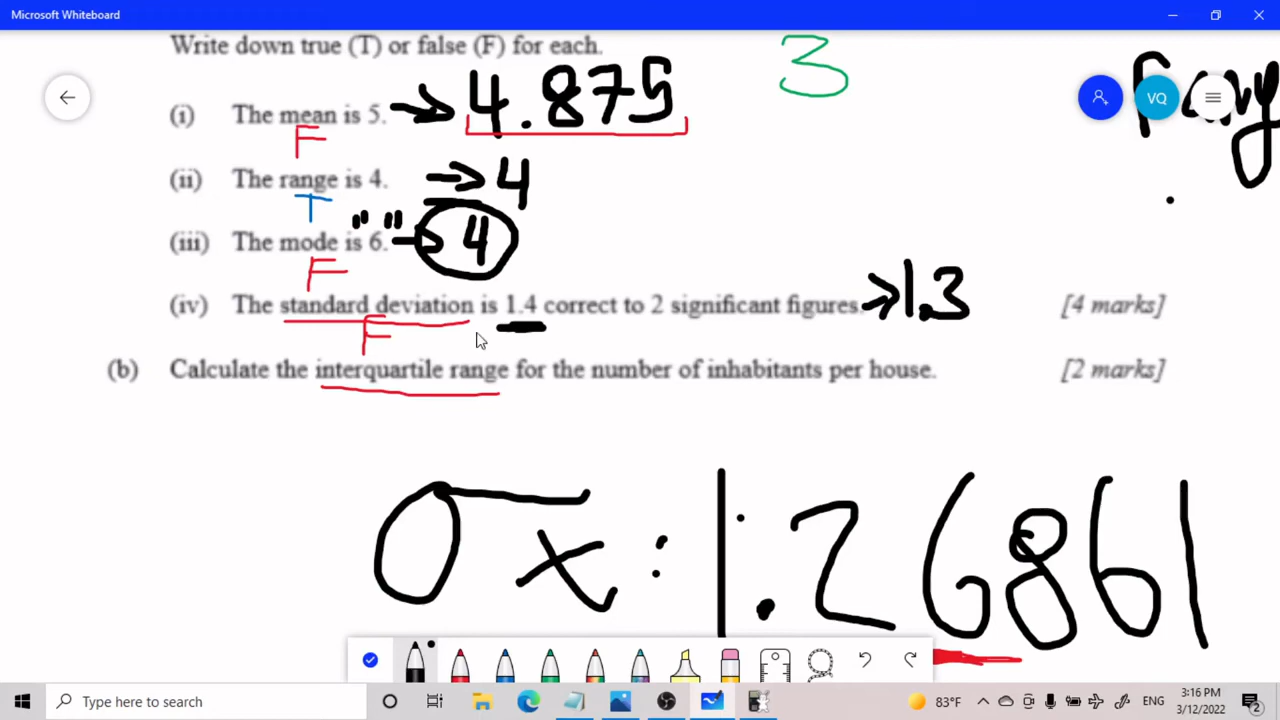 Microsoft Whiteboard
Write down true (T) or false (F) for each.
3
(i) The mean is 5. → 4.875
F
VQ
(ii) The range is 4. → 4
T
" "
(iii) The mode is 6. → 4
F
(iv) The standard deviation is 1.4 correct to 2 significant figures. → 1.3 [4 marks]
F
(b) Calculate the interquartile range for the number of inhabitants per house. [2 marks]
σx : 1.26861
Type here to search
83°F
ENG
3:16 PM
3/12/2022
2